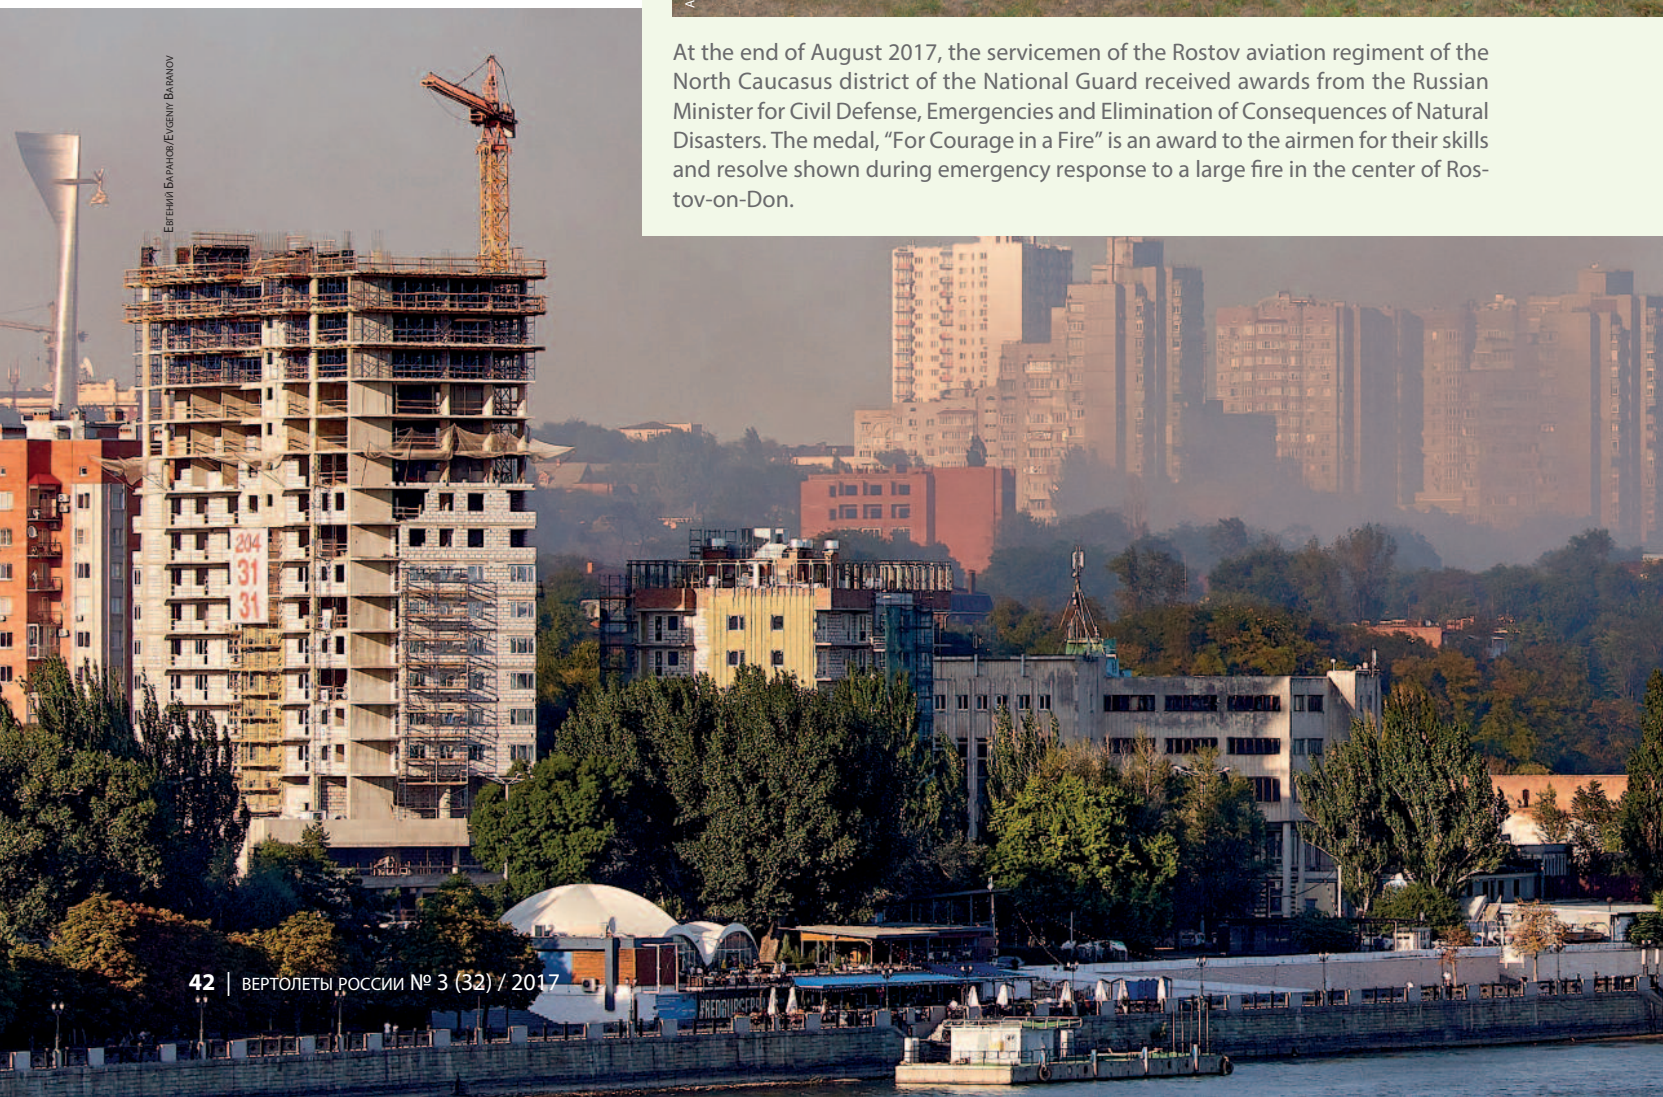 At the end of August 2017, the servicemen of the Rostov aviation regiment of the
North Caucasus district of the National Guard received awards from the Russian
Minister for Civil Defense, Emergencies and Elimination of Consequences of Natural
Disasters. The medal, “For Courage in a Fire” is an award to the airmen for their skills
and resolve shown during emergency response to a large fire in the center of Ros-
tov-on-Don.
Евгений Баранов/Evgeniy Baranov
204
31
31
42 | ВЕРТОЛЕТЫ РОССИИ № 3 (32) / 2017